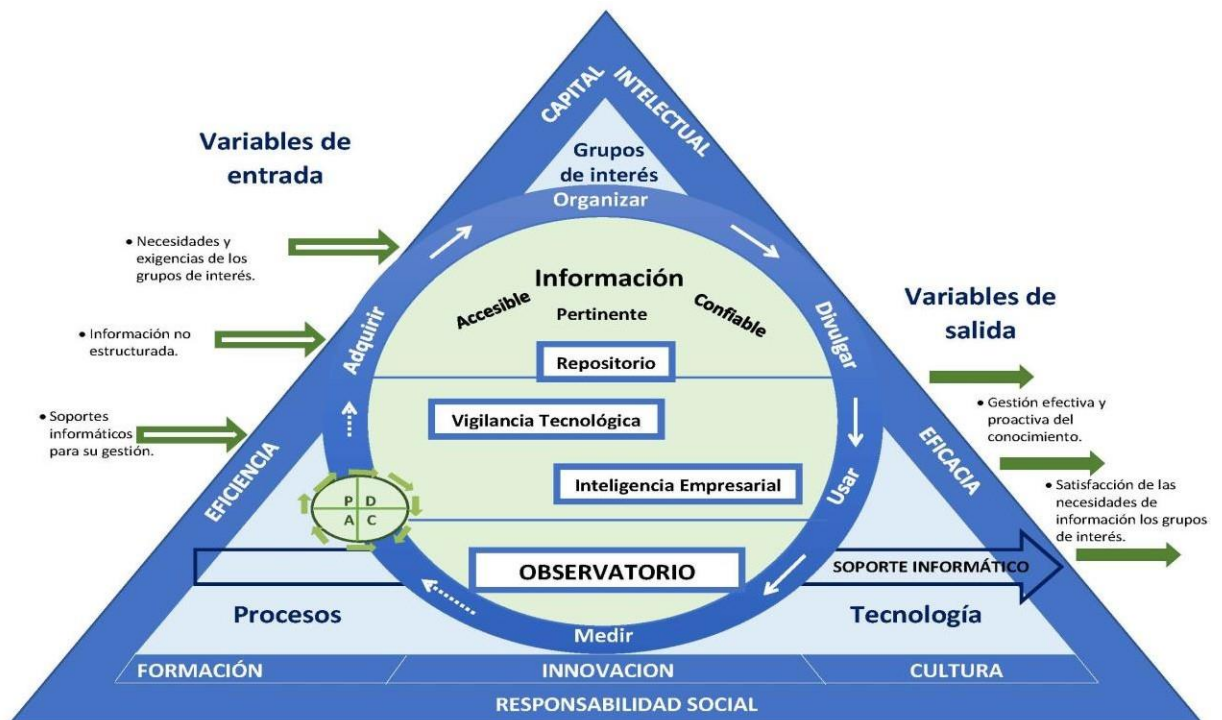 CAPITAL
INTELECTUAL
Grupos
de interés
Variables de
entrada
• Necesidades y
exigencias de los
grupos de interés.
• Información no
estructurada.
• Soportes
informáticos
para su gestión.
EFICIENCIA
Organizar
Adquirir
Divulgar
Usar
Medir
Información
Accesible
Pertinente
Confiable
Repositorio
Vigilancia Tecnológica
Inteligencia Empresarial
OBSERVATORIO
P D
A C
Variables de
salida
• Gestión efectiva y
proactiva del
conocimiento.
• Satisfacción de las
necesidades de
información los grupos
de interés.
EFICACIA
SOPORTE INFORMÁTICO
Procesos
Tecnología
FORMACIÓN
INNOVACION
CULTURA
RESPONSABILIDAD SOCIAL